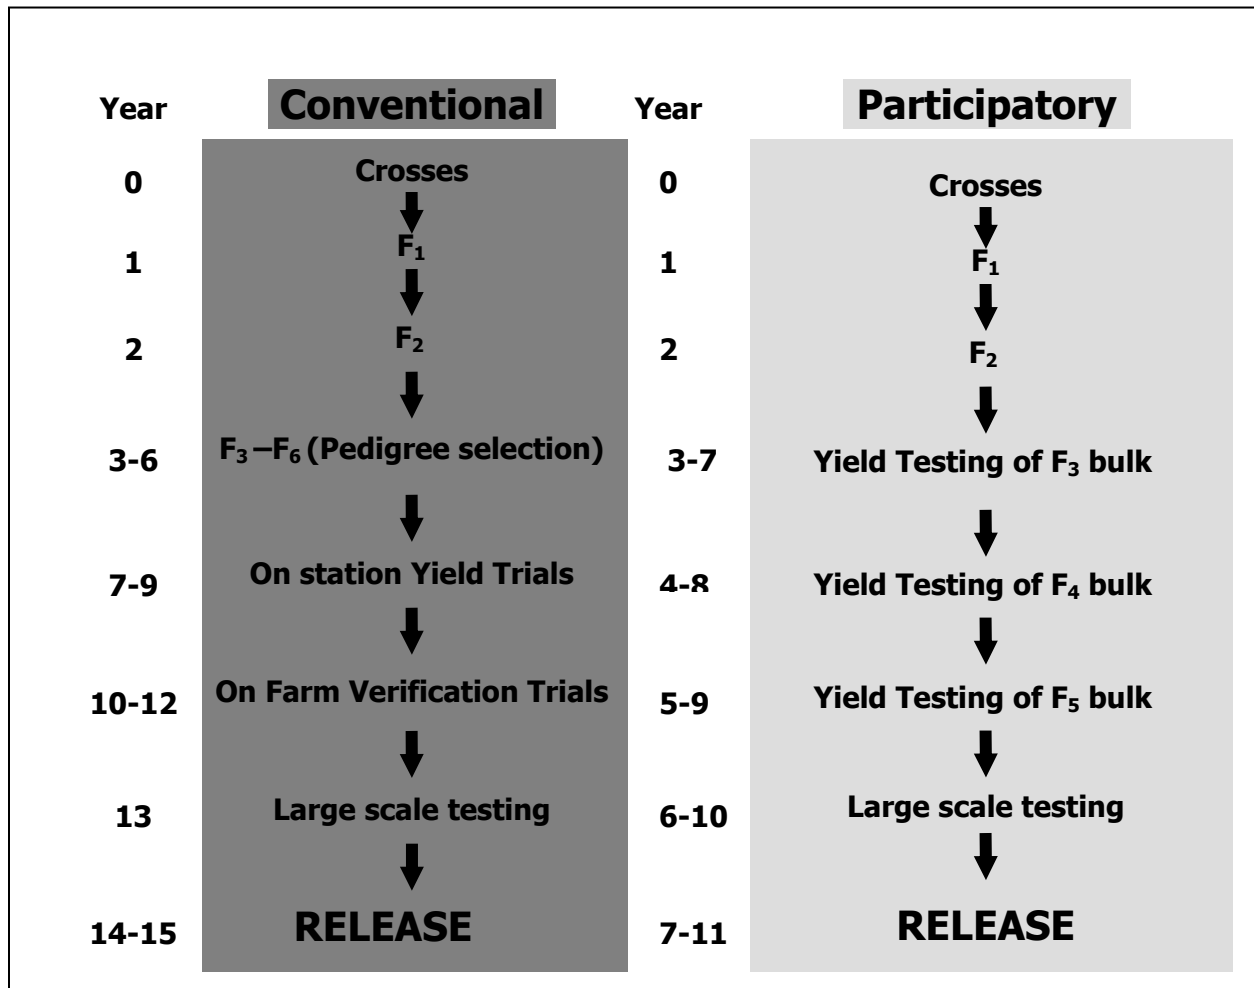 Year Conventional Year Participatory
0 Crosses 0 Crosses
1 F₁ 1 F₁
2 F₂ 2 F₂
3-6 F₃–F₆ (Pedigree selection) 3-7 Yield Testing of F₃ bulk
7-9 On station Yield Trials 4-8 Yield Testing of F₄ bulk
10-12 On Farm Verification Trials 5-9 Yield Testing of F₅ bulk
13 Large scale testing 6-10 Large scale testing
14-15 RELEASE 7-11 RELEASE